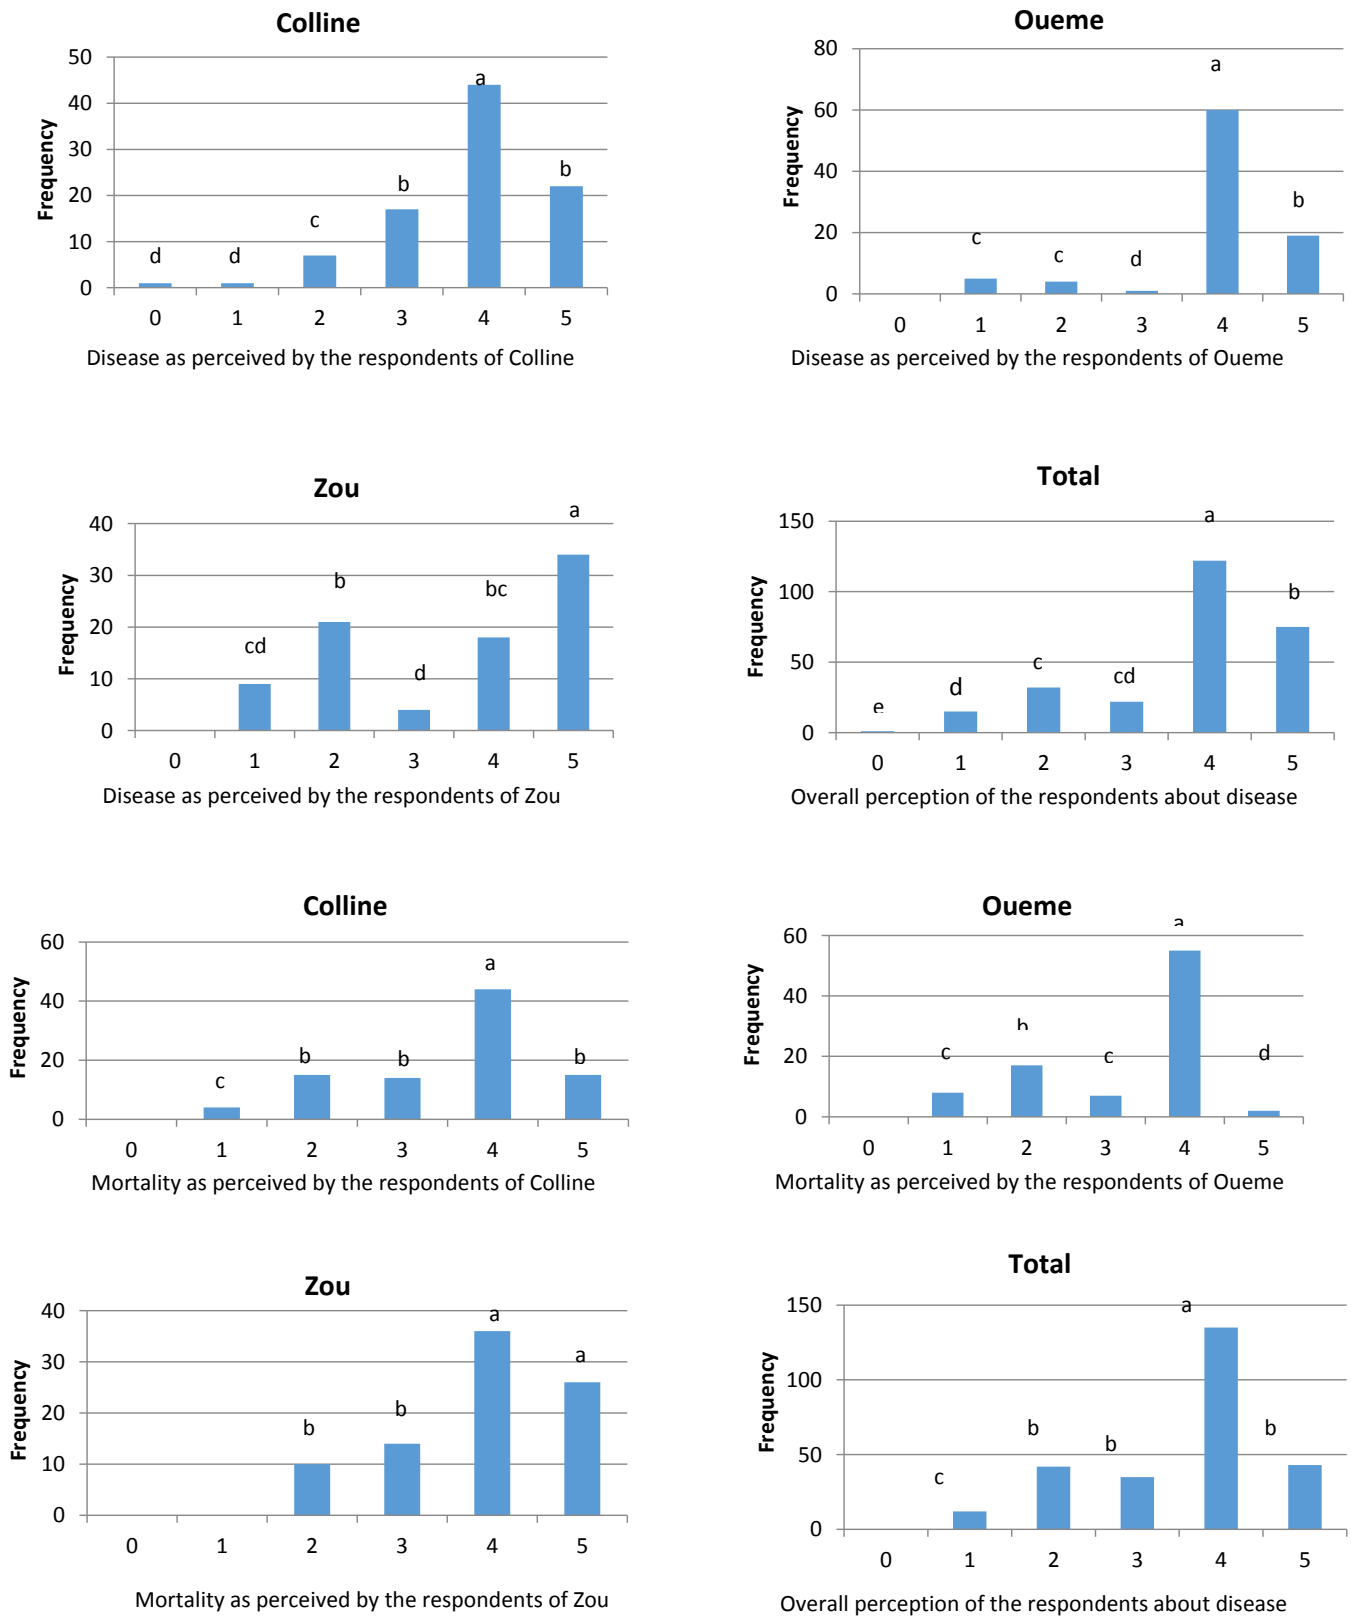 Colline
50
40
30
20
10
0
Frequency
d d c b a b
0 1 2 3 4 5
Disease as perceived by the respondents of Colline
Oueme
80
60
40
20
0
Frequency
c c d a b
0 1 2 3 4 5
Disease as perceived by the respondents of Oueme
Zou
40
30
20
10
0
Frequency
cd b d bc a
0 1 2 3 4 5
Disease as perceived by the respondents of Zou
Total
150
100
50
0
Frequency
e d c cd a b
0 1 2 3 4 5
Overall perception of the respondents about disease
Colline
60
40
20
0
Frequency
c b b a b
0 1 2 3 4 5
Mortality as perceived by the respondents of Colline
Oueme
60
40
20
0
Frequency
c b c a d
0 1 2 3 4 5
Mortality as perceived by the respondents of Oueme
Zou
40
30
20
10
0
Frequency
b b a a
0 1 2 3 4 5
Mortality as perceived by the respondents of Zou
Total
150
100
50
0
Frequency
c b b a b
0 1 2 3 4 5
Overall perception of the respondents about disease